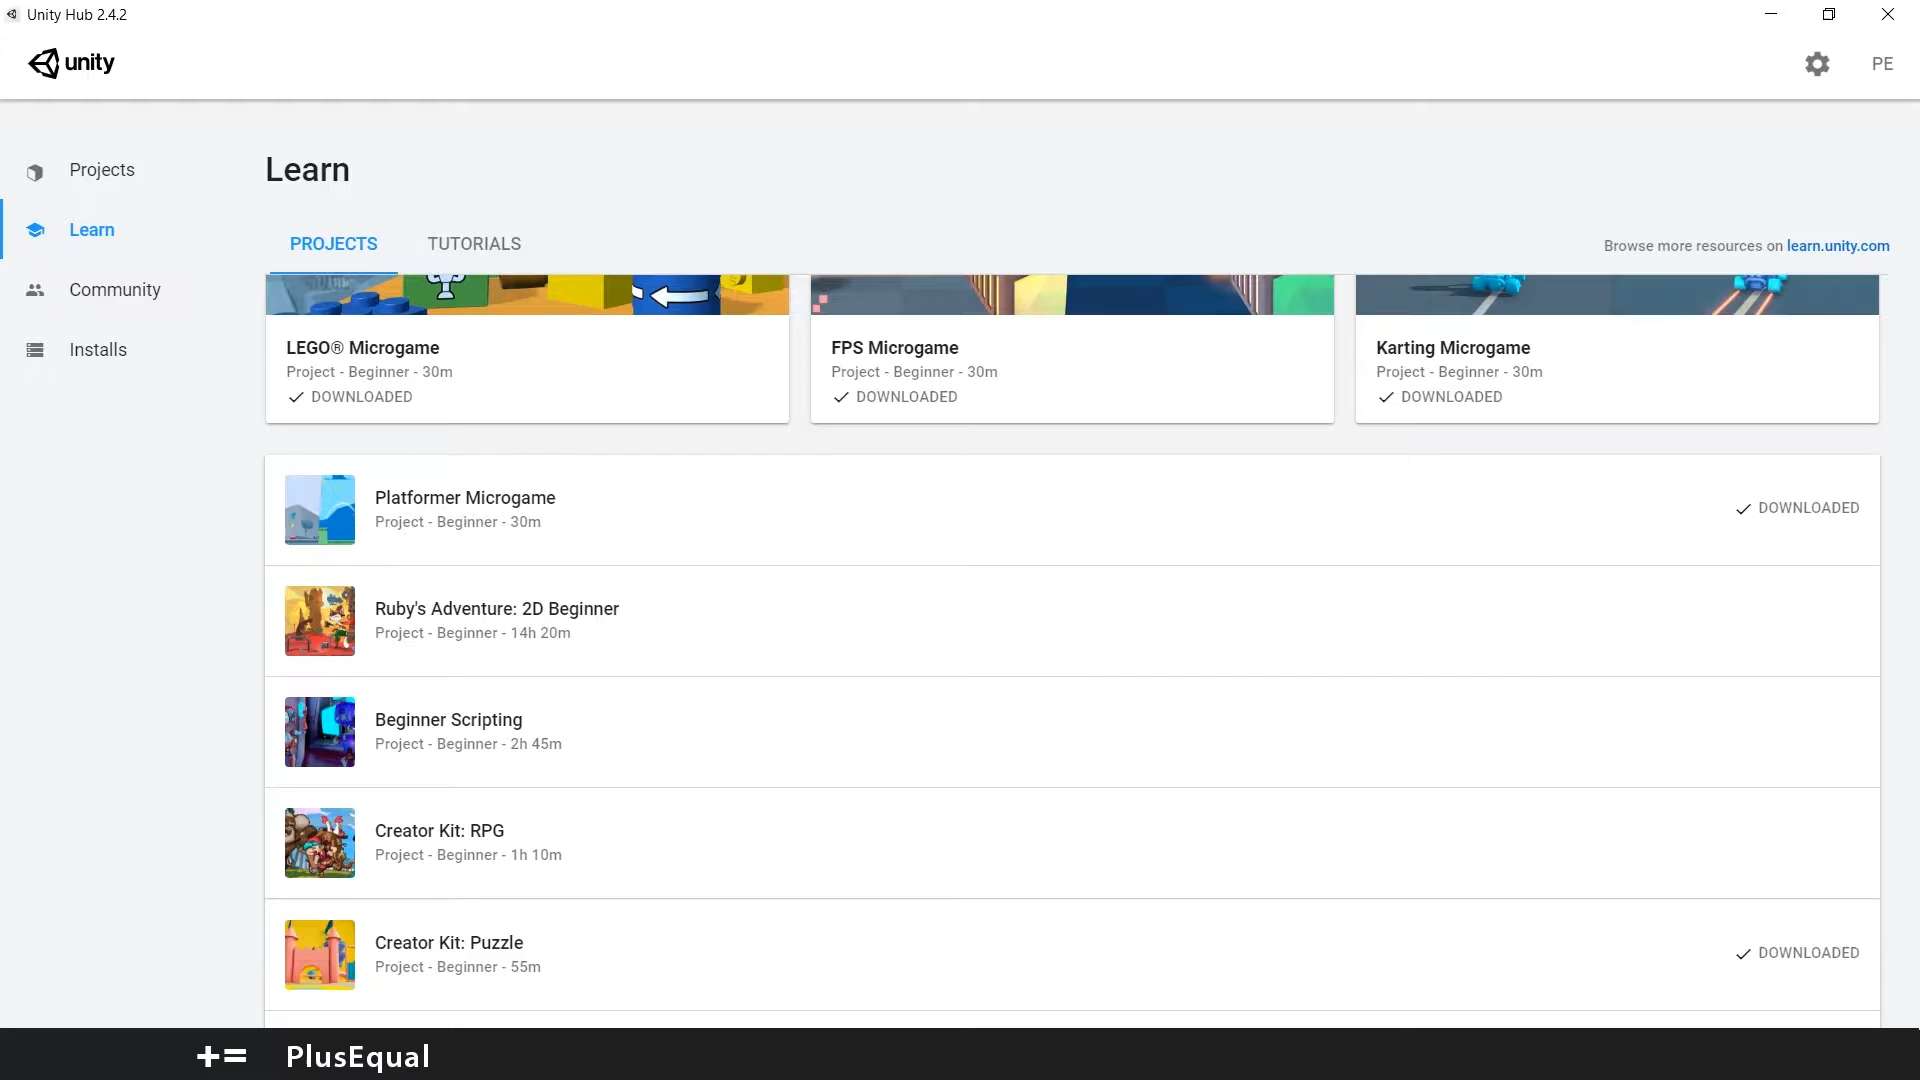 Unity Hub 2.4.2
unity
PE
Projects
Learn
Community
Installs
Learn
PROJECTS TUTORIALS
Browse more resources on learn.unity.com
LEGO® Microgame
Project - Beginner - 30m
DOWNLOADED
FPS Microgame
Project - Beginner - 30m
DOWNLOADED
Karting Microgame
Project - Beginner - 30m
DOWNLOADED
Platformer Microgame
Project - Beginner - 30m
DOWNLOADED
Ruby's Adventure: 2D Beginner
Project - Beginner - 14h 20m
Beginner Scripting
Project - Beginner - 2h 45m
Creator Kit: RPG
Project - Beginner - 1h 10m
Creator Kit: Puzzle
Project - Beginner - 55m
DOWNLOADED
+= PlusEqual